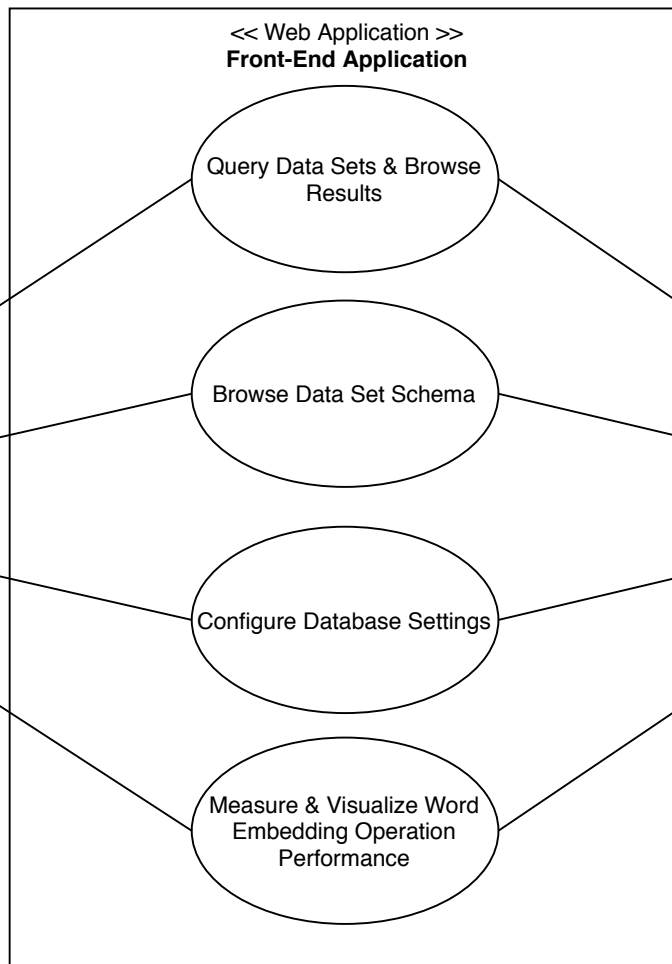 << Web Application >>
Front-End Application
Query Data Sets & Browse
Results
Browse Data Set Schema
Configure Database Settings
Measure & Visualize Word
Embedding Operation
Performance